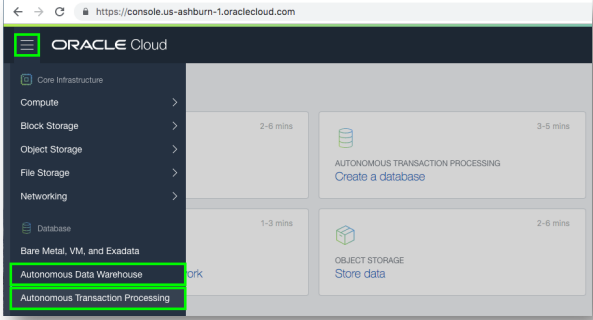 https://console.us-ashburn-1.oraclecloud.com
ORACLE Cloud
Core Infrastructure
Compute
Block Storage
Object Storage
File Storage
Networking
Database
Bare Metal, VM, and Exadata
Autonomous Data Warehouse
Autonomous Transaction Processing
2-6 mins
3-5 mins
AUTONOMOUS TRANSACTION PROCESSING
Create a database
1-3 mins
ork
2-6 mins
OBJECT STORAGE
Store data